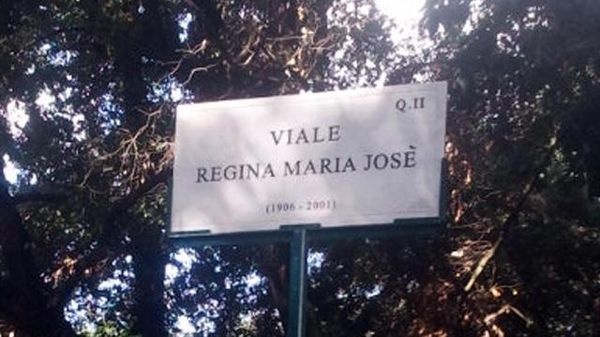 Q.II
VIALE
REGINA MARIA JOSÈ
(1906 - 2001)